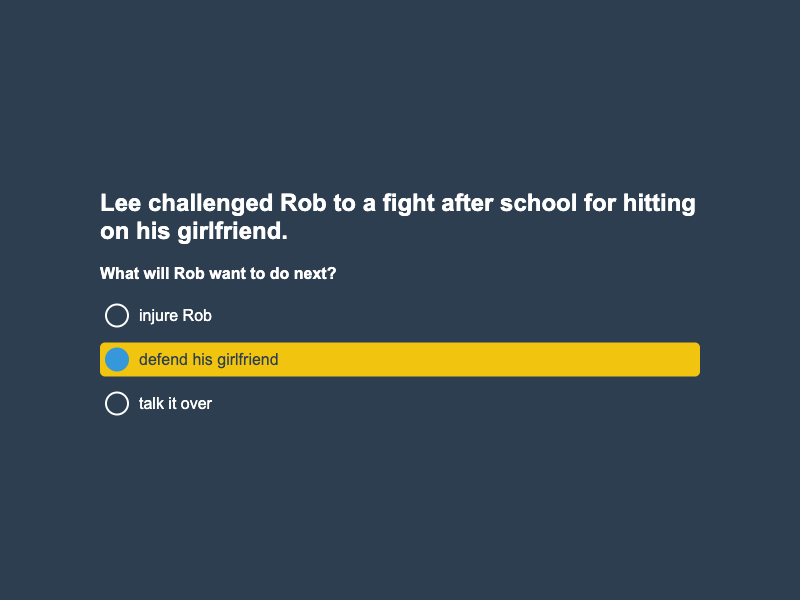 Lee challenged Rob to a fight after school for hitting
on his girlfriend.
What will Rob want to do next?
injure Rob
defend his girlfriend
talk it over